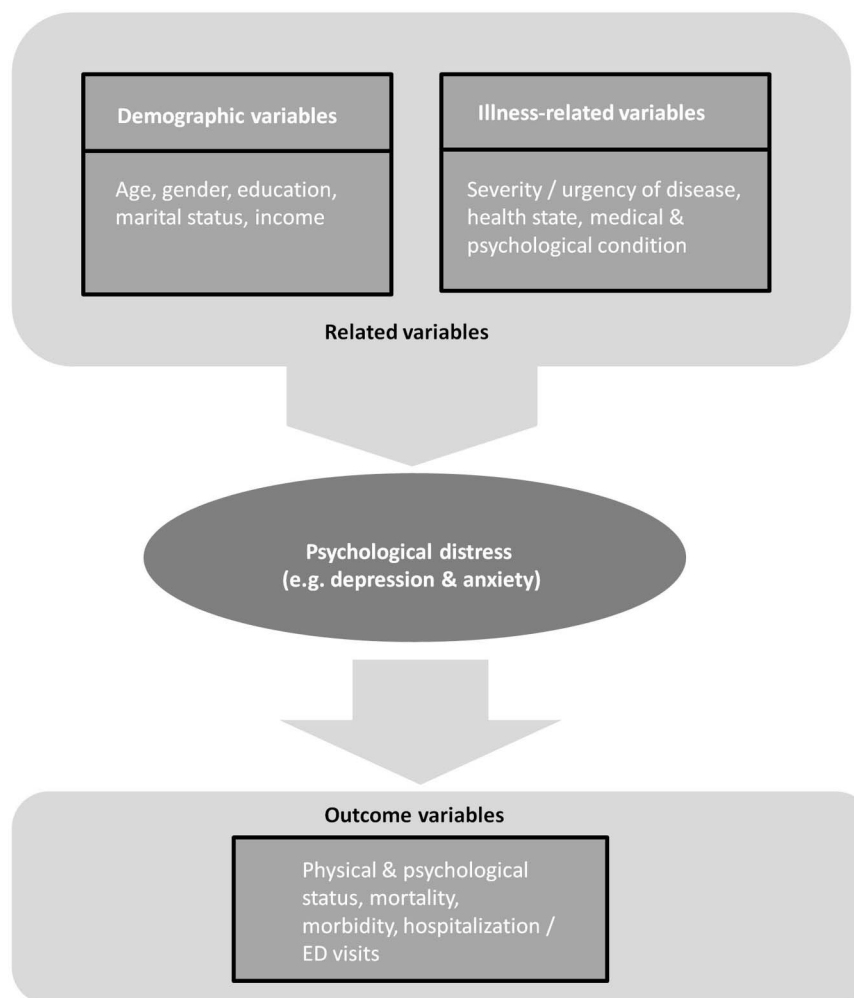 Demographic variables
Age, gender, education,
marital status, income
Illness-related variables
Severity / urgency of disease,
health state, medical &
psychological condition
Related variables
Psychological distress
(e.g. depression & anxiety)
Outcome variables
Physical & psychological
status, mortality,
morbidity, hospitalization /
ED visits